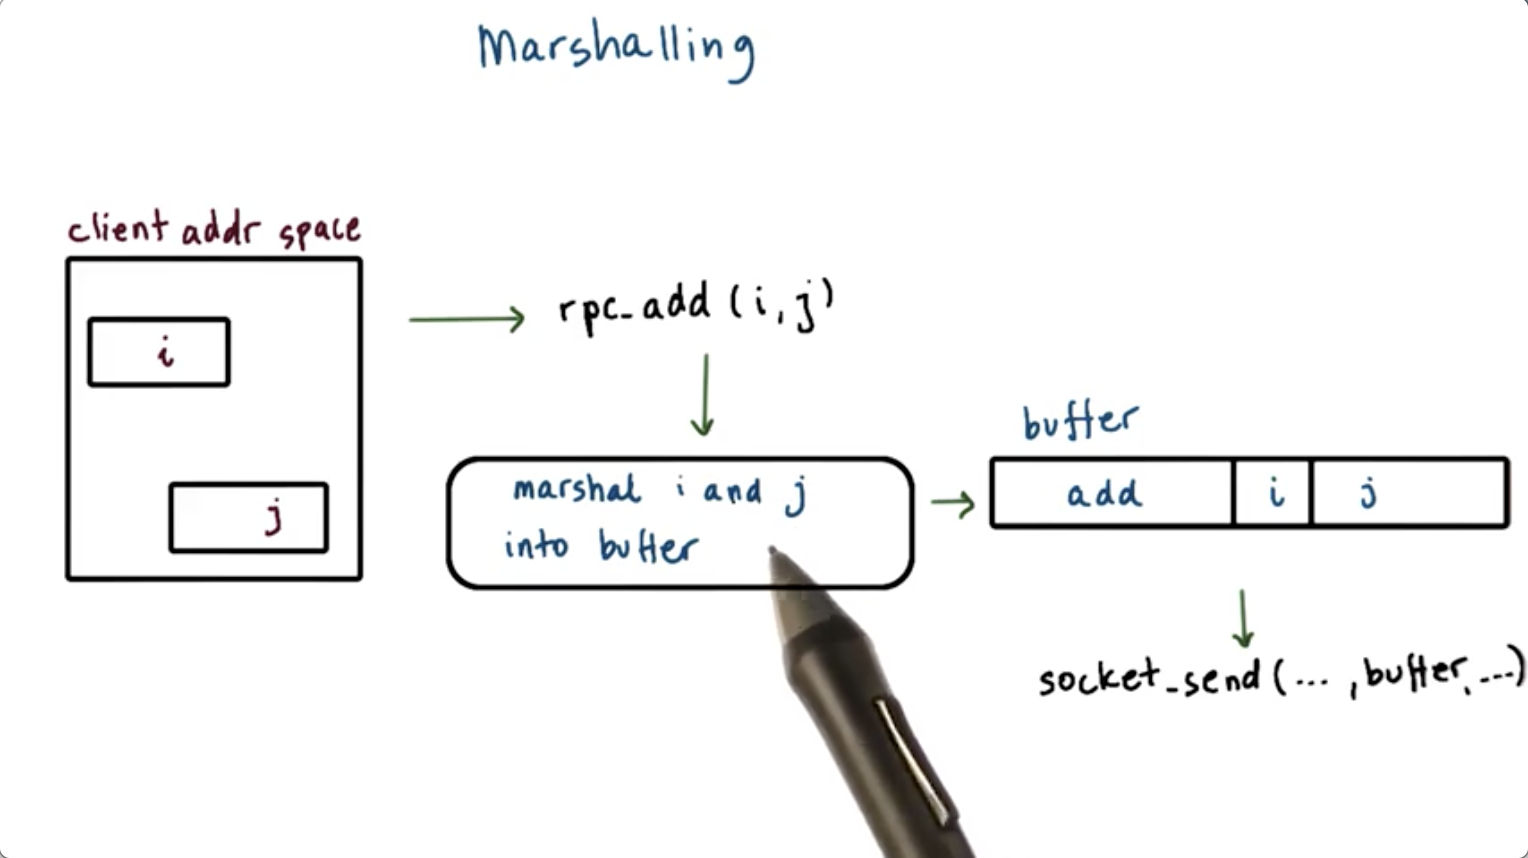 Marshalling
client addr space
i
j
rpc_add (i, j)
marshal i and j
into buffer
buffer
add i j
socket_send (... , buffer, ...)